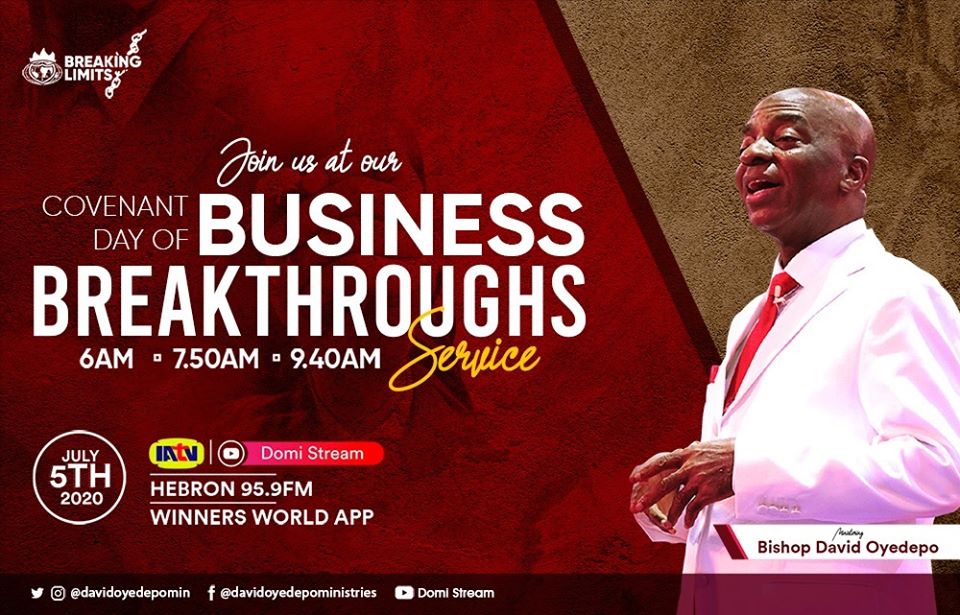 BREAKING
LIMITS
Join us at our
COVENANT
DAY OF
BUSINESS
BREAKTHROUGHS
6AM 7.50AM 9.40AM
Service
JULY
5TH
2020
Domi Stream
HEBRON 95.9FM
WINNERS WORLD APP
Ministering
Bishop David Oyedepo
@davidoyedepomin @davidoyedepoministries Domi Stream